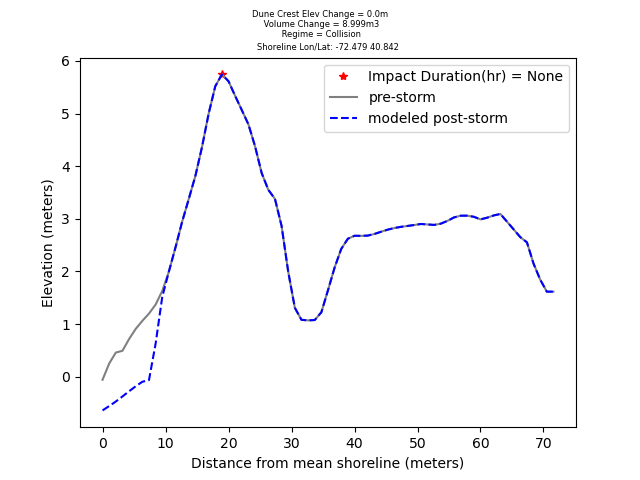 Dune Crest Elev Change = 0.0m
Volume Change = 8.999m3
Regime = Collision
Shoreline Lon/Lat: -72.479 40.842
Impact Duration(hr) = None
pre-storm
modeled post-storm
6
5
4
3
2
1
0
Elevation (meters)
0 10 20 30 40 50 60 70
Distance from mean shoreline (meters)